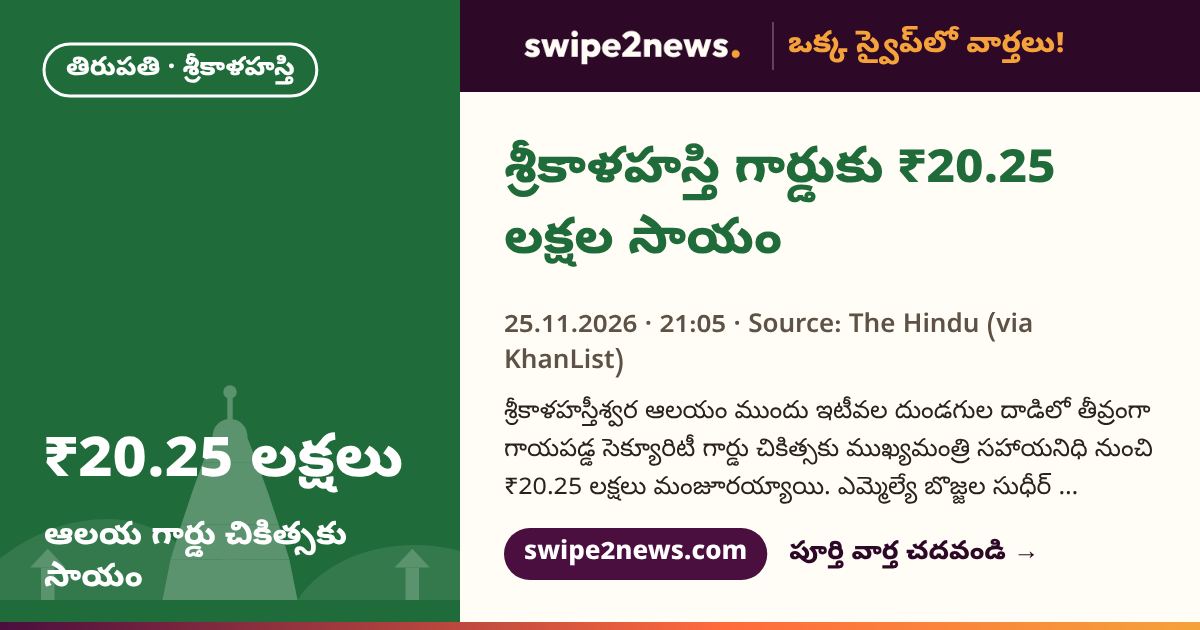 తిరుపతి · శ్రీకాళహస్తి
₹20.25 లక్షలు
ఆలయ గార్డు చికిత్సకు
సాయం
swipe2news.
ఒక్క స్వైప్‌లో వార్తలు!
శ్రీకాళహస్తి గార్డుకు ₹20.25
లక్షల సాయం
25.11.2026 · 21:05 · Source: The Hindu (via
KhanList)
శ్రీకాళహస్తీశ్వర ఆలయం ముందు ఇటీవల దుండగుల దాడిలో తీవ్రంగా
గాయపడ్డ సెక్యూరిటీ గార్డు చికిత్సకు ముఖ్యమంత్రి సహాయనిధి నుంచి
₹20.25 లక్షలు మంజూరయ్యాయి. ఎమ్మెల్యే బొజ్జల సుధీర్ ...
swipe2news.com
పూర్తి వార్త చదవండి →